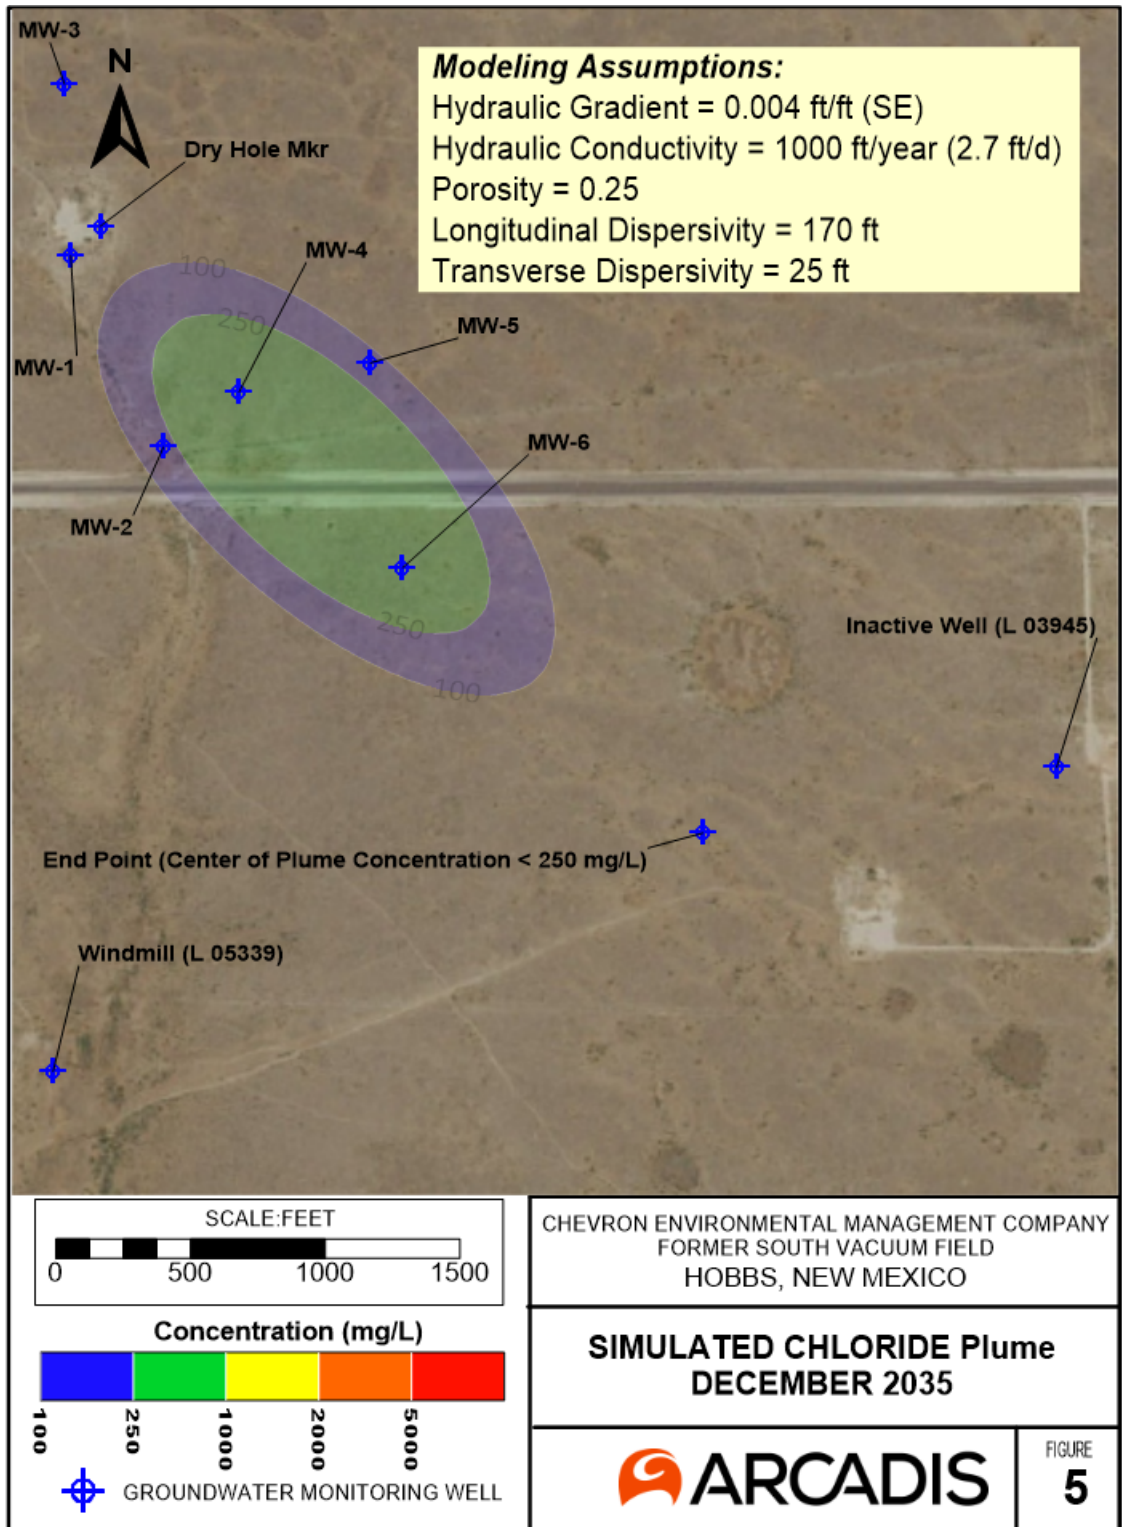 MW-3
N
Modeling Assumptions:
Hydraulic Gradient = 0.004 ft/ft (SE)
Hydraulic Conductivity = 1000 ft/year (2.7 ft/d)
Porosity = 0.25
Longitudinal Dispersivity = 170 ft
Transverse Dispersivity = 25 ft
Dry Hole Mkr
MW-4
100
250
MW-5
MW-1
MW-6
MW-2
250
100
Inactive Well (L 03945)
End Point (Center of Plume Concentration < 250 mg/L)
Windmill (L 05339)
SCALE:FEET
0 500 1000 1500
Concentration (mg/L)
100 250 1000 2000 5000
GROUNDWATER MONITORING WELL
CHEVRON ENVIRONMENTAL MANAGEMENT COMPANY
FORMER SOUTH VACUUM FIELD
HOBBS, NEW MEXICO
SIMULATED CHLORIDE Plume
DECEMBER 2035
ARCADIS
FIGURE
5